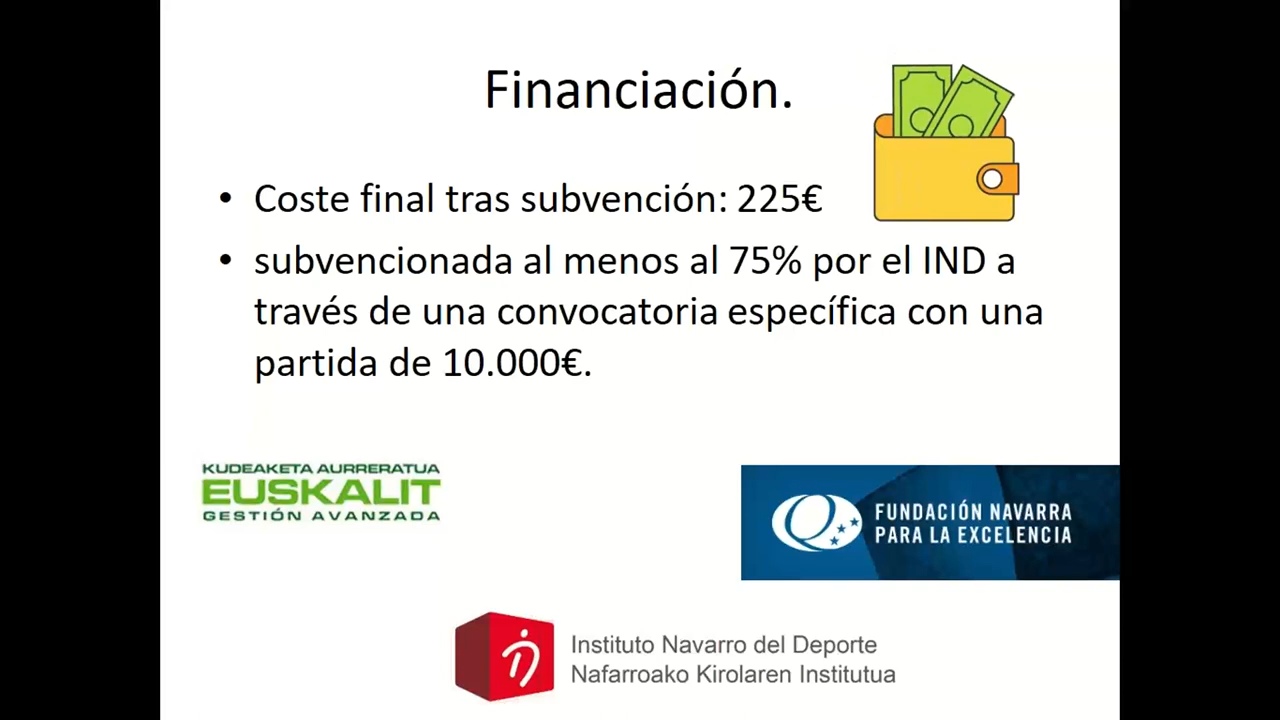 Financiación.
• Coste final tras subvención: 225€
• subvencionada al menos al 75% por el IND a
través de una convocatoria específica con una
partida de 10.000€.
KUDEAKETA AURRERATUA
EUSKALIT
GESTIÓN AVANZADA
FUNDACIÓN NAVARRA
PARA LA EXCELENCIA
Instituto Navarro del Deporte
Nafarroako Kirolaren Institutua